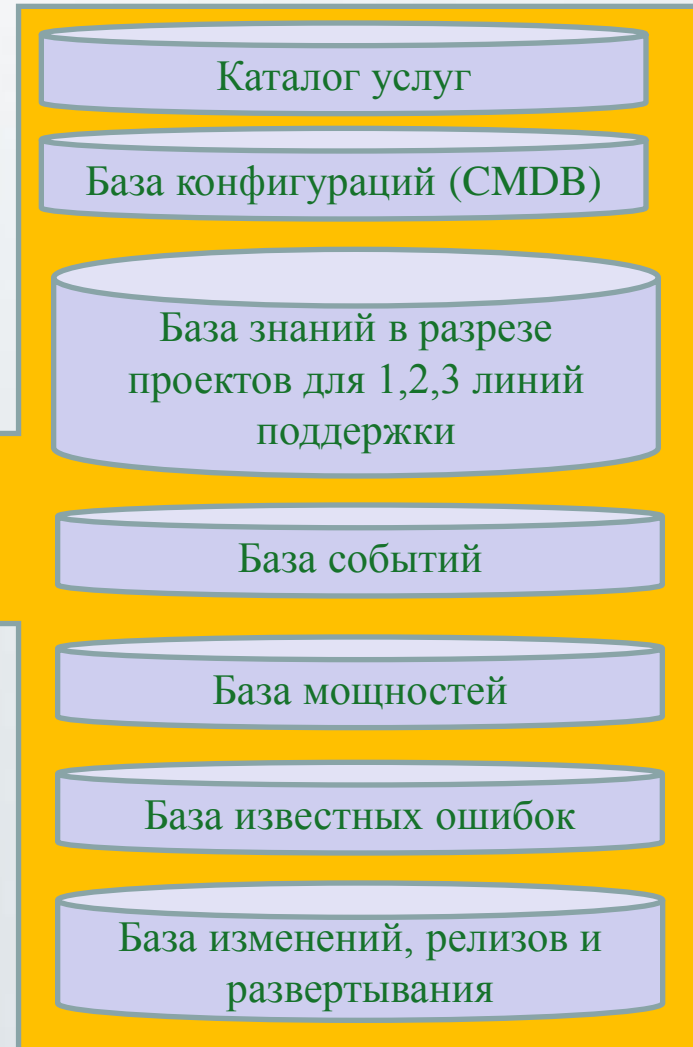 Каталог услуг
База конфигураций (CMDB)
База знаний в разрезе
проектов для 1,2,3 линий
поддержки
База событий
База мощностей
База известных ошибок
База изменений, релизов и
развертывания